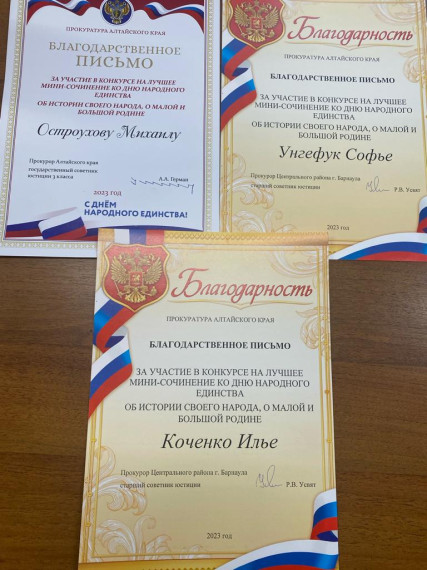 ПРОКУРАТУРА АЛТАЙСКОГО КРАЯ
БЛАГОДАРСТВЕННОЕ
ПИСЬМО
ЗА УЧАСТИЕ В КОНКУРСЕ НА ЛУЧШЕЕ
МИНИ-СОЧИНЕНИЕ КО ДНЮ НАРОДНОГО
ЕДИНСТВА
ОБ ИСТОРИИ СВОЕГО НАРОДА, О МАЛОЙ И
БОЛЬШОЙ РОДИНЕ
Остроухову Михаилу
Прокурор Алтайского края
государственный советник
юстиции 3 класса
А.А. Герман
2023 год
С ДНЁМ
НАРОДНОГО ЕДИНСТВА!
Благодарность
ПРОКУРАТУРА АЛТАЙСКОГО КРАЯ
БЛАГОДАРСТВЕННОЕ ПИСЬМО
ЗА УЧАСТИЕ В КОНКУРСЕ НА ЛУЧШЕЕ
МИНИ-СОЧИНЕНИЕ КО ДНЮ НАРОДНОГО
ЕДИНСТВА
ОБ ИСТОРИИ СВОЕГО НАРОДА, О МАЛОЙ И
БОЛЬШОЙ РОДИНЕ
Унгефук Софье
Прокурор Центрального района г. Барнаула
старший советник юстиции
Р.В. Усвят
2023 год
Благодарность
ПРОКУРАТУРА АЛТАЙСКОГО КРАЯ
БЛАГОДАРСТВЕННОЕ ПИСЬМО
ЗА УЧАСТИЕ В КОНКУРСЕ НА ЛУЧШЕЕ
МИНИ-СОЧИНЕНИЕ КО ДНЮ НАРОДНОГО
ЕДИНСТВА
ОБ ИСТОРИИ СВОЕГО НАРОДА, О МАЛОЙ И
БОЛЬШОЙ РОДИНЕ
Коченко Илье
Прокурор Центрального района г. Барнаула
старший советник юстиции
Р.В. Усвят
2023 год